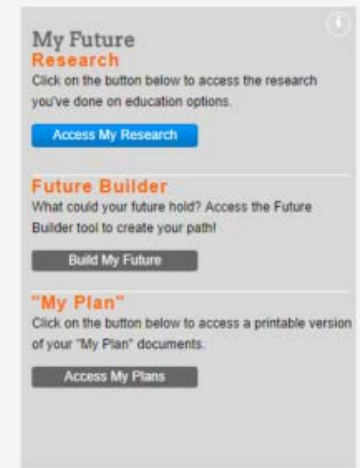 My Future
Research
Click on the button below to access the research
you've done on education options.
Access My Research
Future Builder
What could your future hold? Access the Future
Builder tool to create your path!
Build My Future
"My Plan"
Click on the button below to access a printable version
of your "My Plan" documents.
Access My Plans